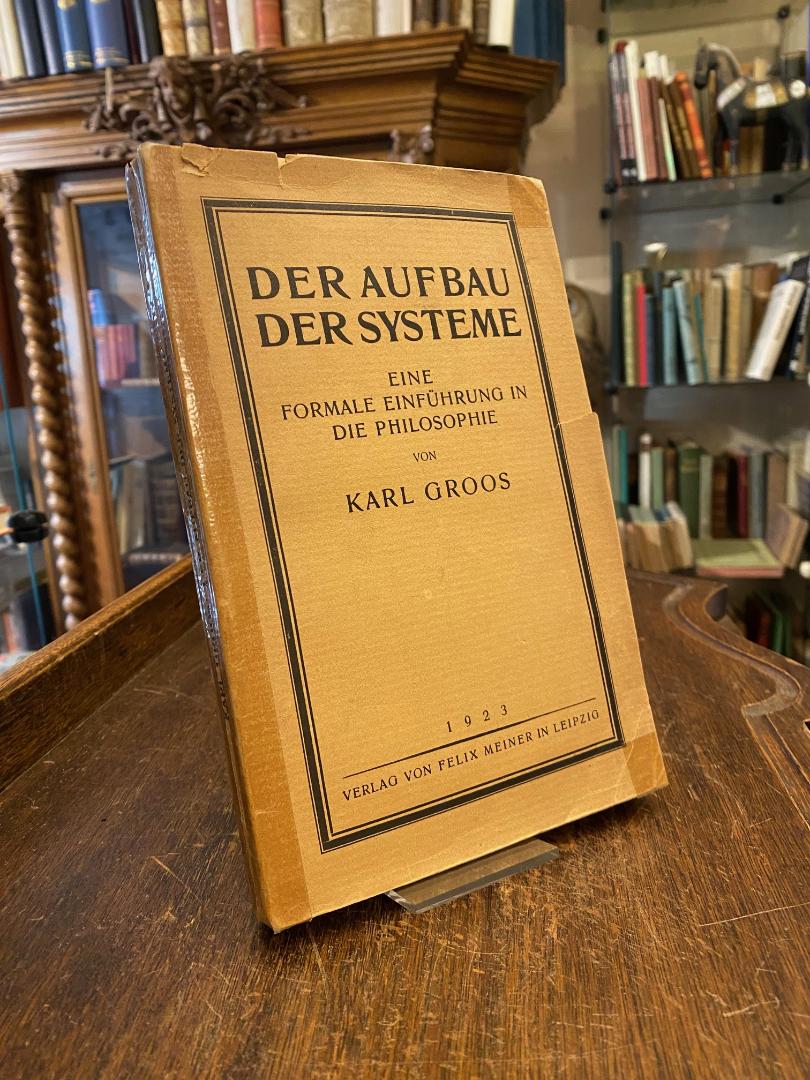 DER AUFBAU
DER SYSTEME
EINE
FORMALE EINFÜHRUNG IN
DIE PHILOSOPHIE
VON
KARL GROOS
1923
VERLAG VON FELIX MEINER IN LEIPZIG